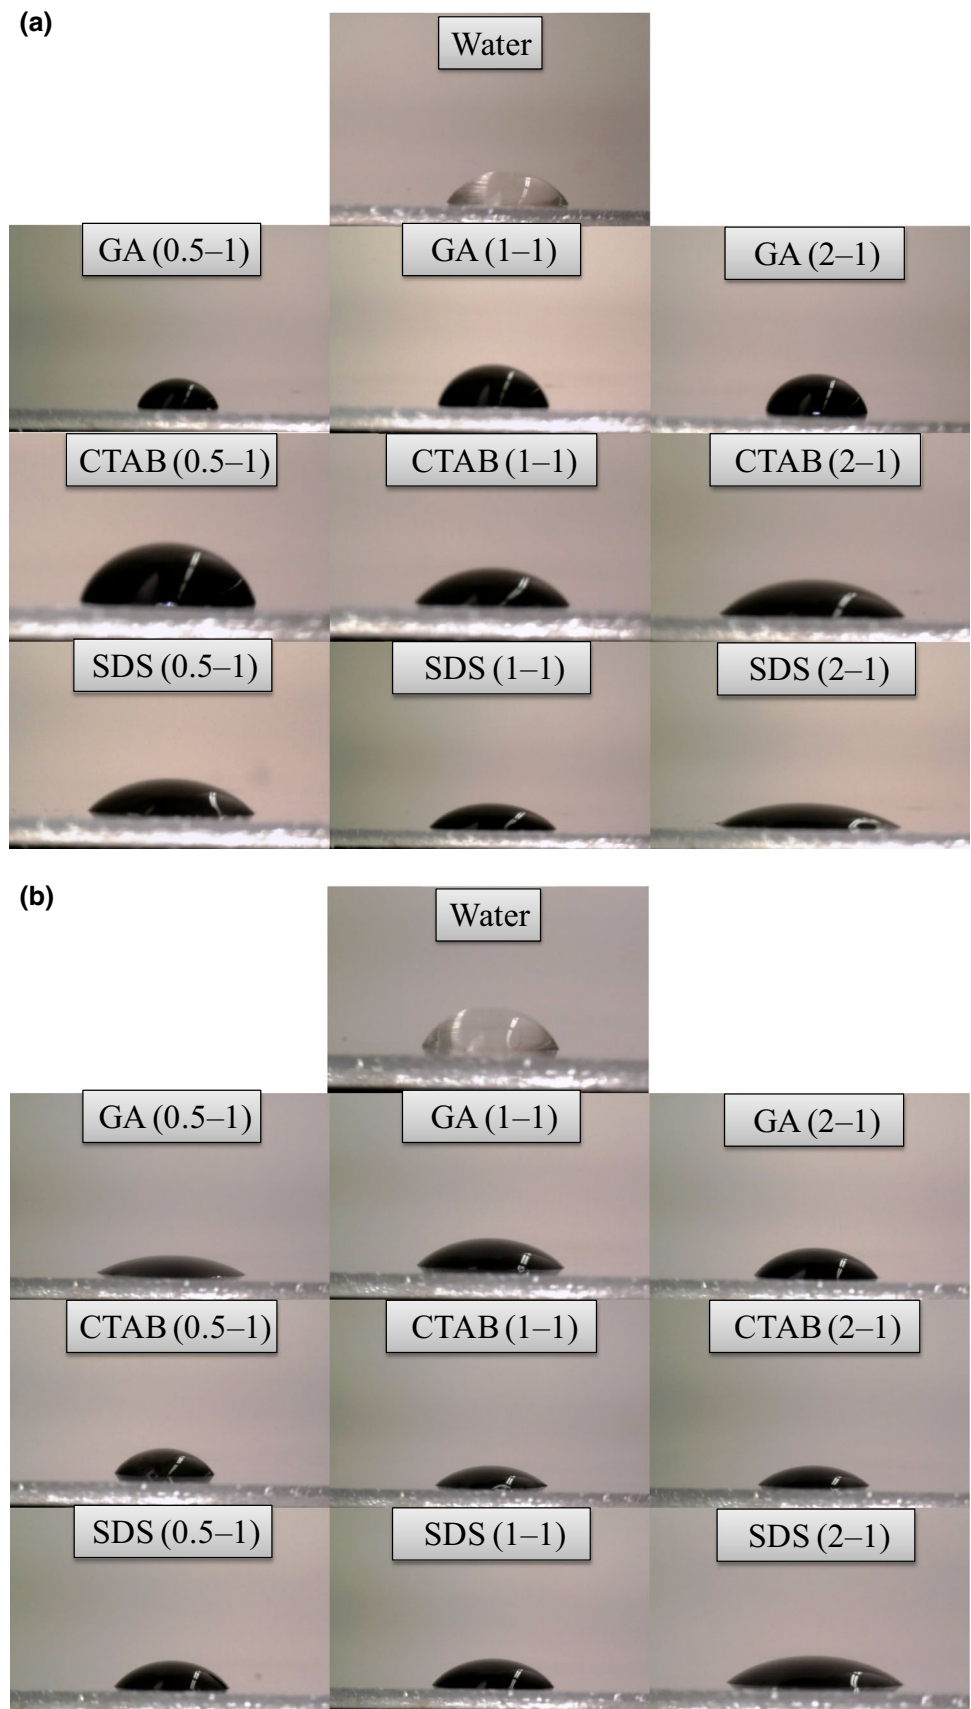 (a)
Water
GA (0.5–1)
GA (1–1)
GA (2–1)
CTAB (0.5–1)
CTAB (1–1)
CTAB (2–1)
SDS (0.5–1)
SDS (1–1)
SDS (2–1)
(b)
Water
GA (0.5–1)
GA (1–1)
GA (2–1)
CTAB (0.5–1)
CTAB (1–1)
CTAB (2–1)
SDS (0.5–1)
SDS (1–1)
SDS (2–1)